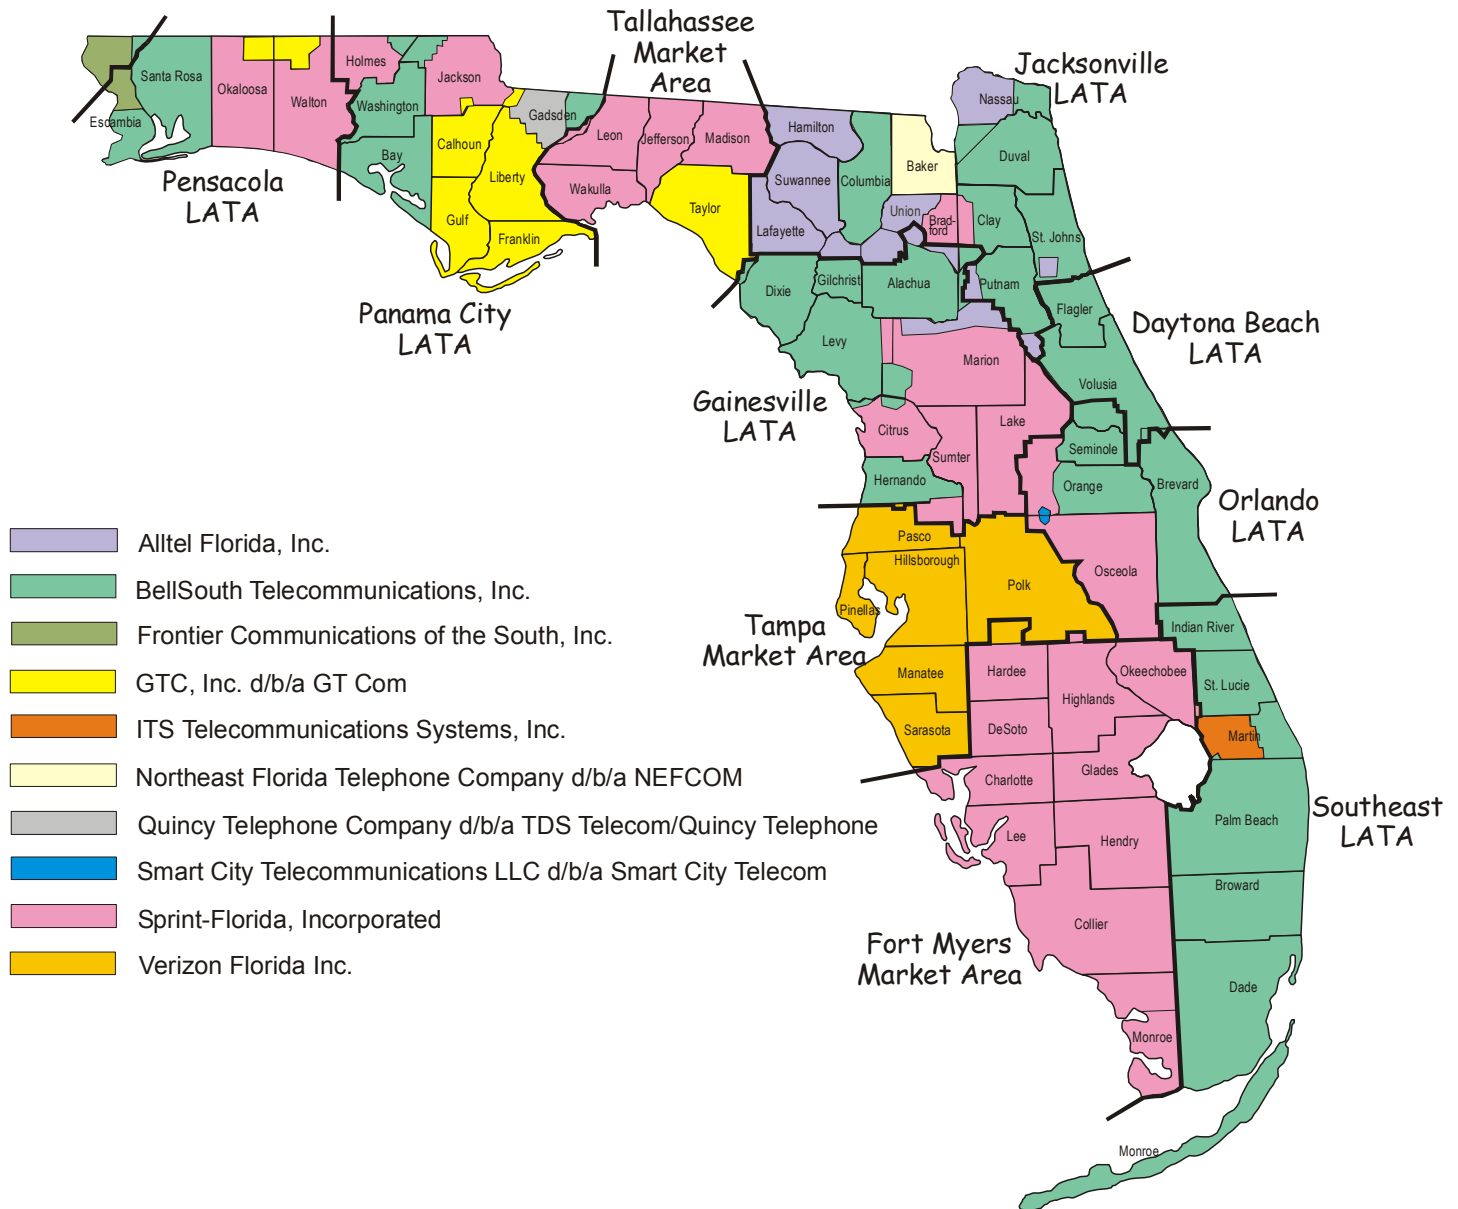 Tallahassee
Market
Area
Jacksonville
LATA
Pensacola
LATA
Panama City
LATA
Daytona Beach
LATA
Gainesville
LATA
Orlando
LATA
Tampa
Market Area
Southeast
LATA
Fort Myers
Market Area
Escambia
Santa Rosa
Okaloosa
Walton
Holmes
Washington
Jackson
Bay
Calhoun
Gulf
Liberty
Franklin
Gadsden
Leon
Wakulla
Jefferson
Madison
Taylor
Hamilton
Suwannee
Lafayette
Columbia
Baker
Nassau
Duval
Union
Brad-
ford
Clay
St. Johns
Dixie
Gilchrist
Alachua
Putnam
Flagler
Levy
Marion
Volusia
Citrus
Sumter
Lake
Seminole
Hernando
Orange
Brevard
Pasco
Hillsborough
Pinellas
Polk
Osceola
Indian River
Manatee
Hardee
Okeechobee
Highlands
St. Lucie
Sarasota
DeSoto
Martin
Charlotte
Glades
Lee
Hendry
Palm Beach
Broward
Collier
Dade
Monroe
Monroe
Alltel Florida, Inc.
BellSouth Telecommunications, Inc.
Frontier Communications of the South, Inc.
GTC, Inc. d/b/a GT Com
ITS Telecommunications Systems, Inc.
Northeast Florida Telephone Company d/b/a NEFCOM
Quincy Telephone Company d/b/a TDS Telecom/Quincy Telephone
Smart City Telecommunications LLC d/b/a Smart City Telecom
Sprint-Florida, Incorporated
Verizon Florida Inc.